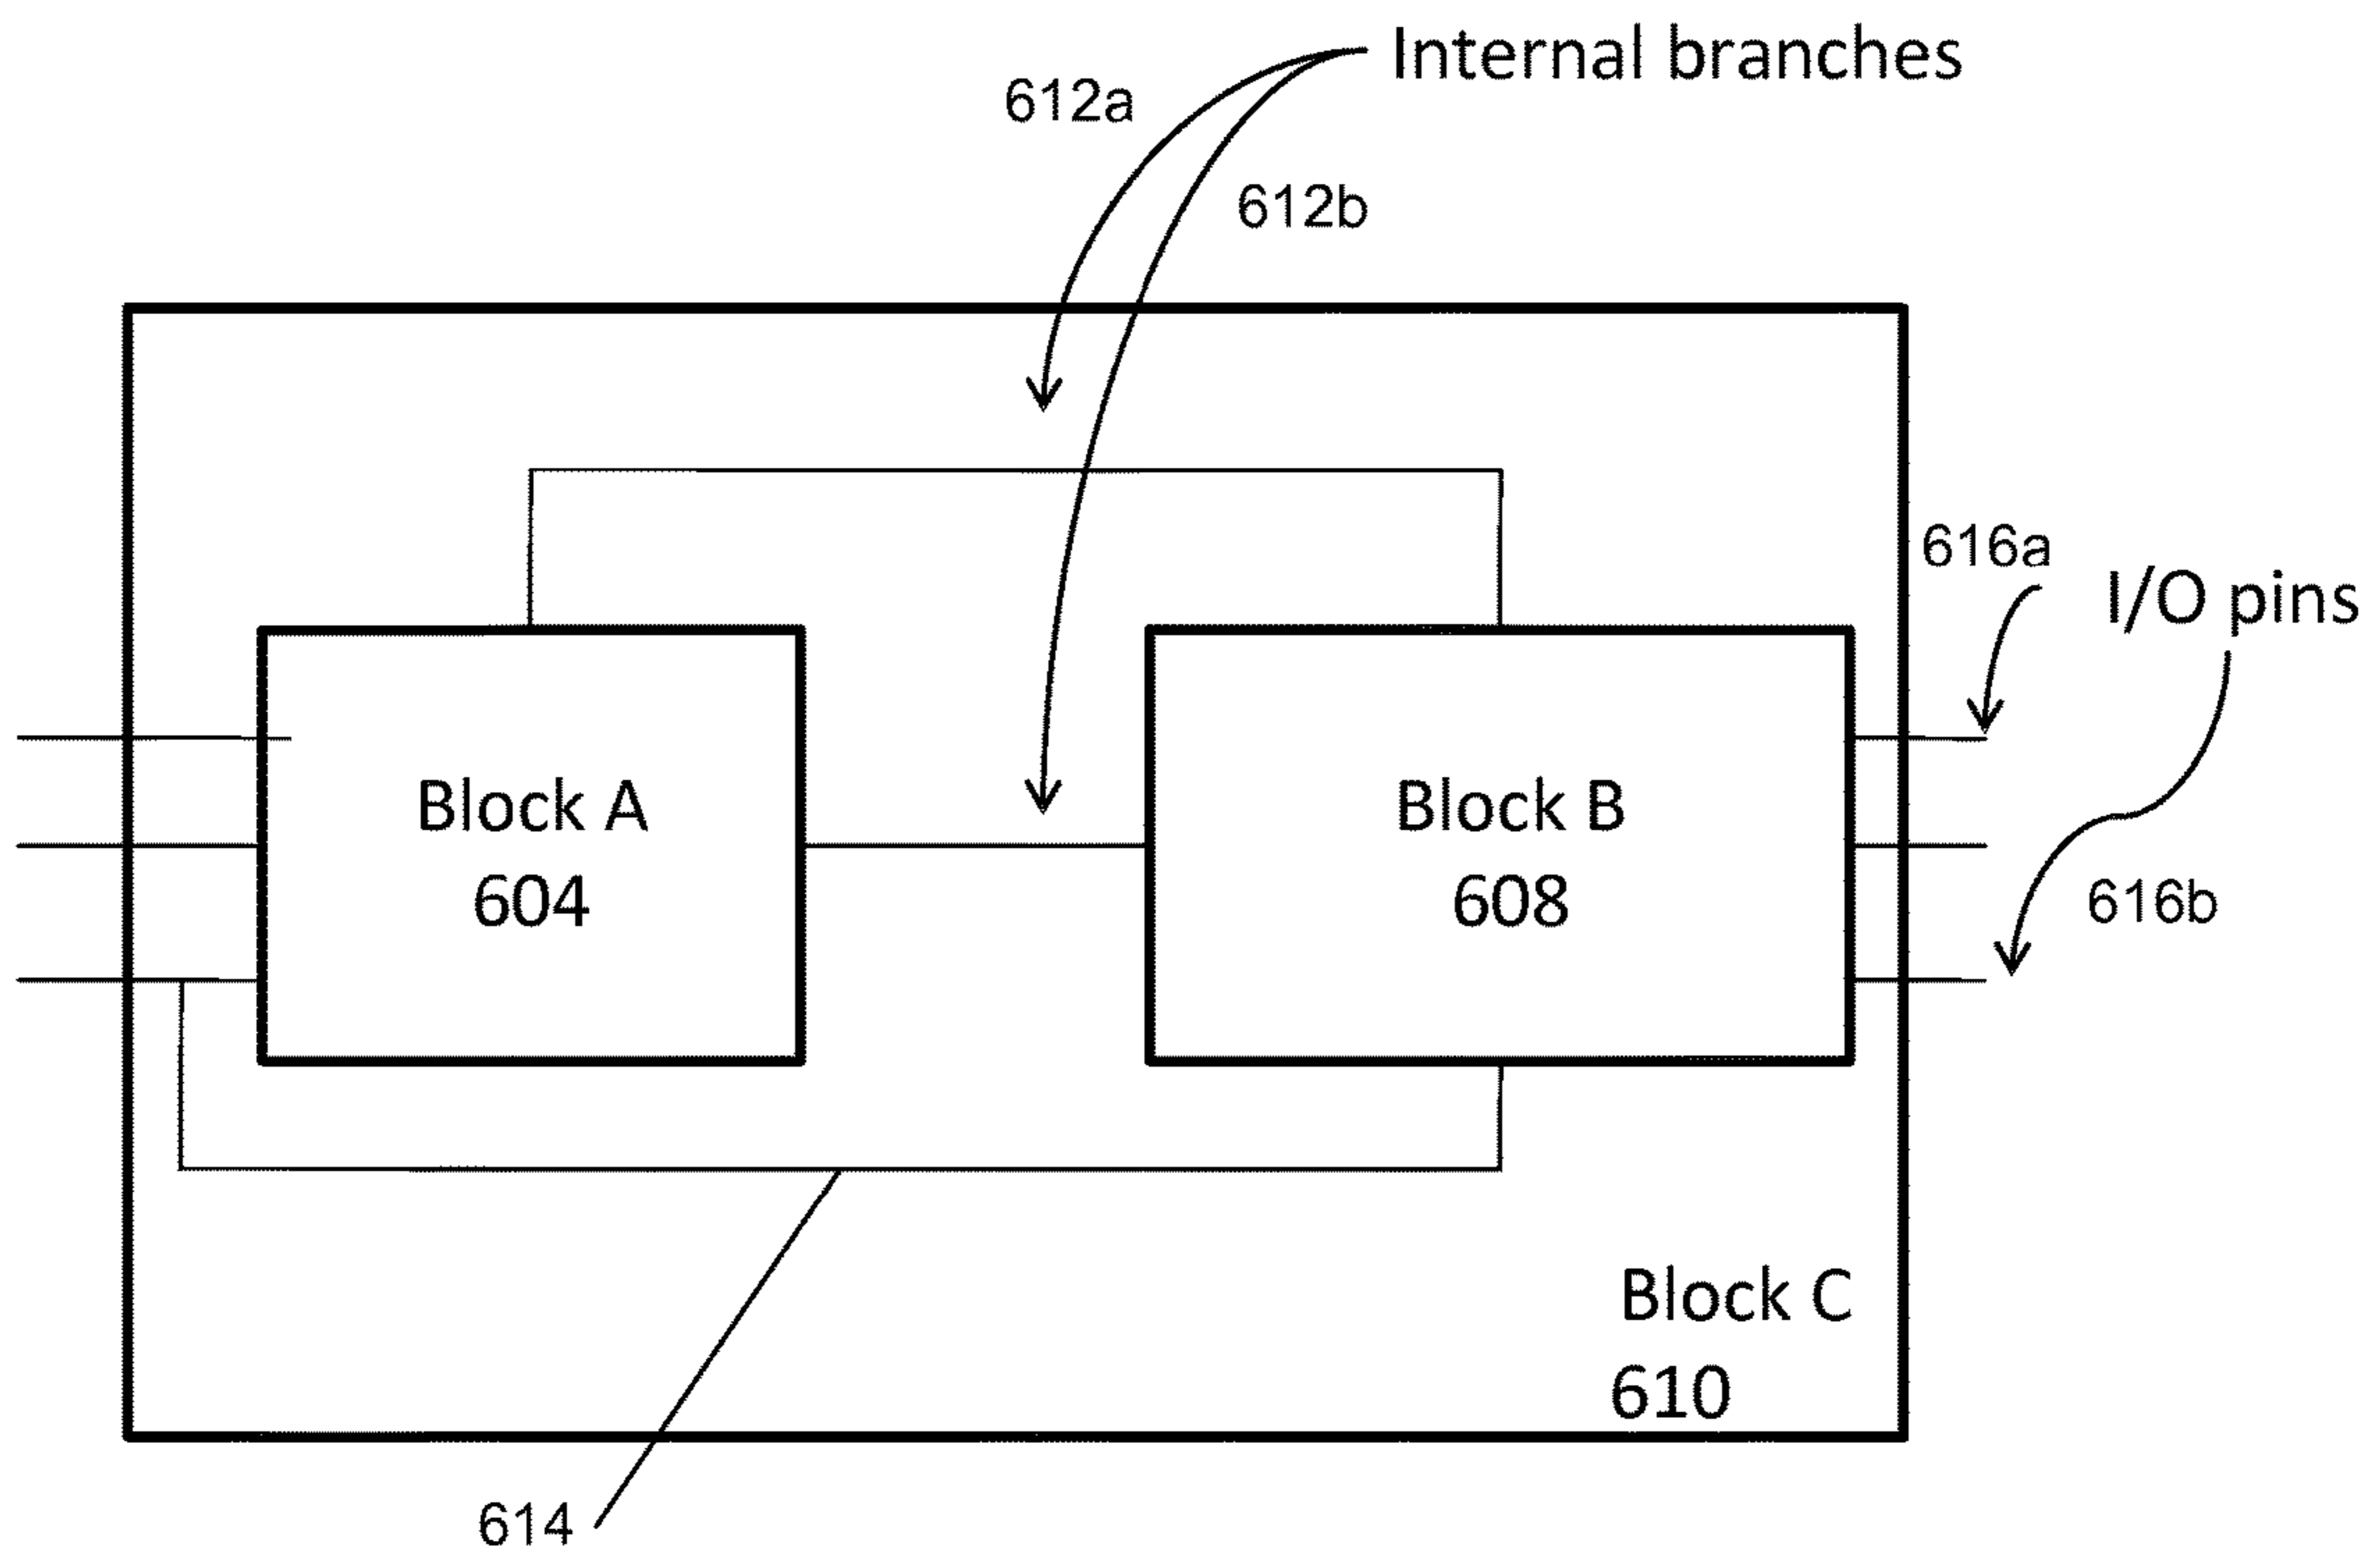 Internal branches
612a
612b
616a
I/O pins
Block A
604
Block B
608
616b
Block C
610
614